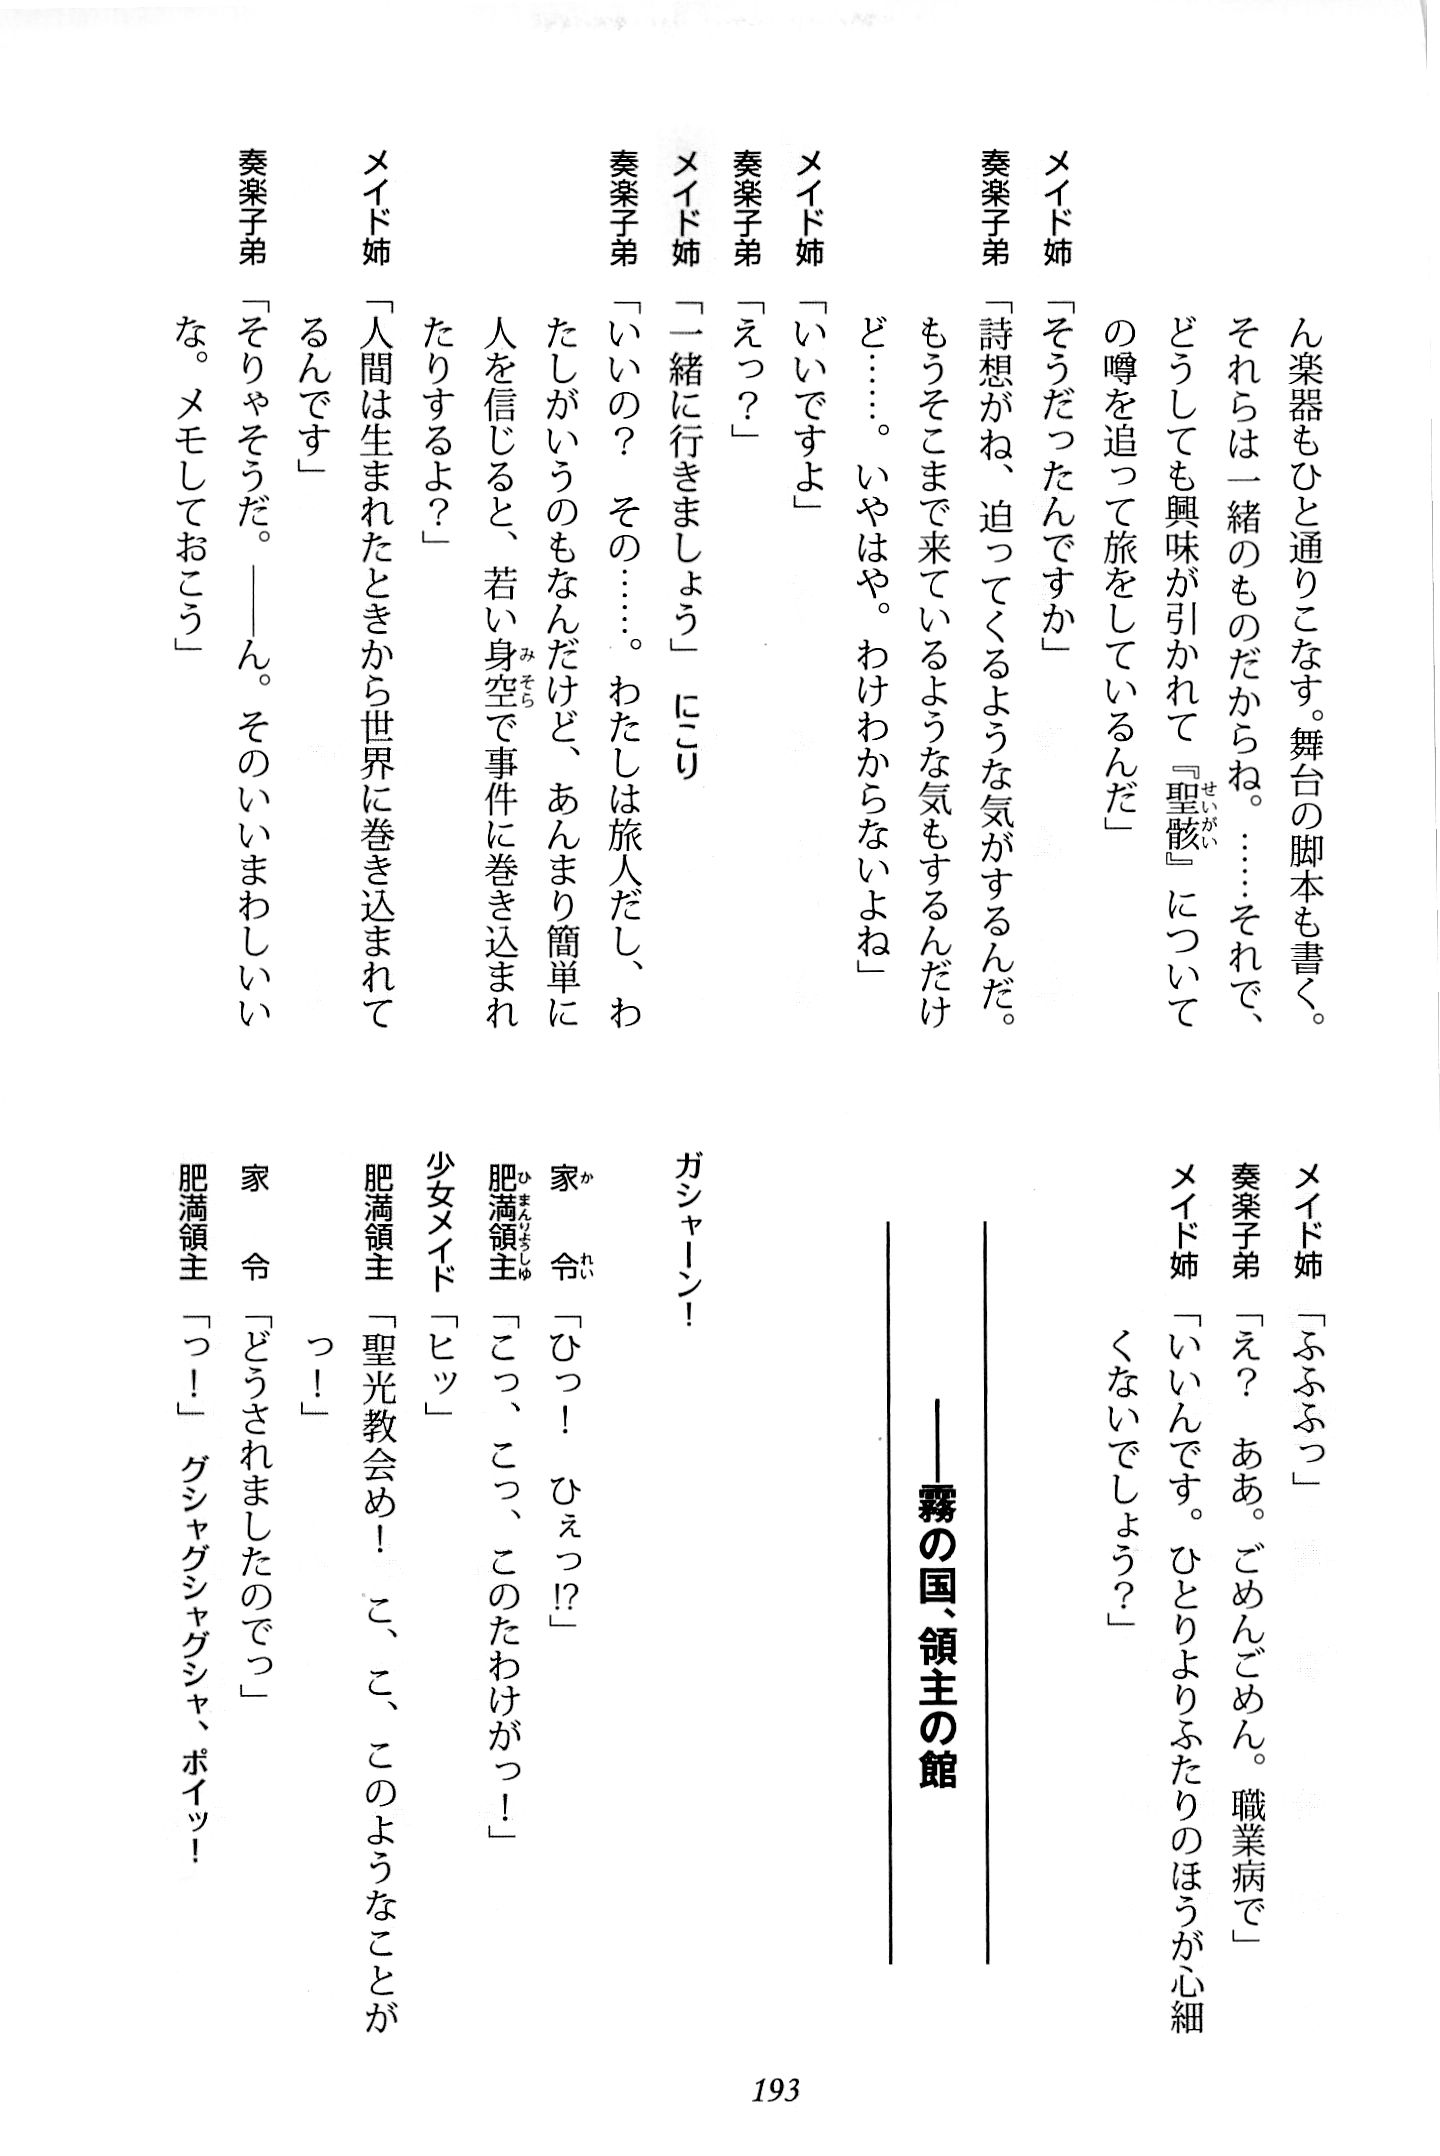 ん楽器もひと通りこなす。舞台の脚本も書く。
それらは一緒のものだからね。……それで、
どうしても興味が引かれて『聖骸』について
の噂を追って旅をしているんだ」
メイド姉「そうだったんですか」
奏楽子弟「詩想がね、迫ってくるような気がするんだ。
もうそこまで来ているような気もするんだけ
ど……。いやはや。わけわからないよね」
メイド姉「いいですよ」
奏楽子弟「えっ？」
メイド姉「一緒に行きましょう」　にこり
奏楽子弟「いいの？　その……。わたしは旅人だし、わ
たしがいうのもなんだけど、あんまり簡単に
人を信じると、若い身空で事件に巻き込まれ
たりするよ？」
メイド姉「人間は生まれたときから世界に巻き込まれて
るんです」
奏楽子弟「そりゃそうだ。――ん。そのいいまわしいい
な。メモしておこう」
メイド姉「ふふふっ」
奏楽子弟「え？　ああ。ごめんごめん。職業病で」
メイド姉「いいんです。ひとりよりふたりのほうが心細
くないでしょう？」
――霧の国、領主の館
ガシャーン！
家　令「ひっ！　ひぇっ!?」
肥満領主「こっ、こっ、このたわけがっ！」
少女メイド「ヒッ」
肥満領主「聖光教会め！　こ、こ、このようなことが
っ！」
家　令「どうされましたのでっ」
肥満領主「っ！」　グシャグシャグシャ、ポイッ！
193